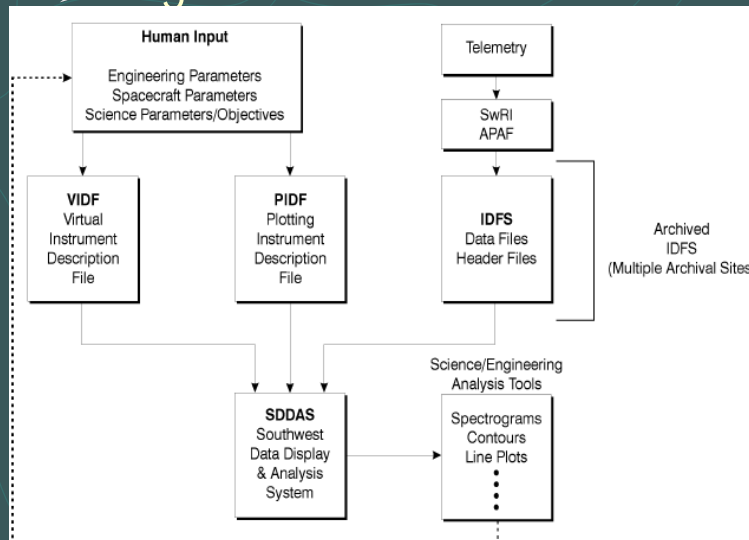 Human Input
Engineering Parameters
Spacecraft Parameters
Science Parameters/Objectives
Telemetry
SwRI
APAF
VIDF
Virtual
Instrument
Description
File
PIDF
Plotting
Instrument
Description
File
IDFS
Data Files
Header Files
Archived
IDFS
(Multiple Archival Sites
SDDAS
Southwest
Data Display
& Analysis
System
Science/Engineering
Analysis Tools
Spectrograms
Contours
Line Plots